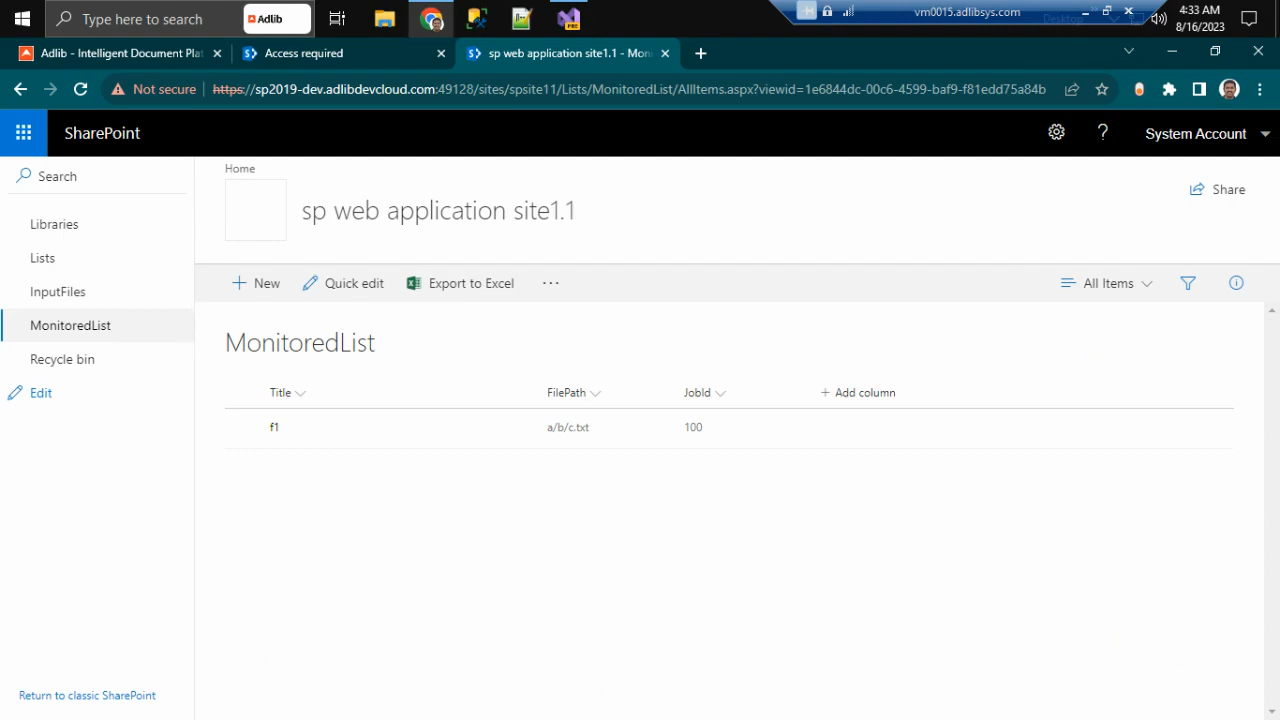 Type here to search
Adlib
vm0015.adlibsys.com
Desktop
4:33 AM
8/16/2023
Adlib - Intelligent Document Plat
Access required
sp web application site1.1 - Mon
PRE
Not secure
https://sp2019-dev.adlibdevcloud.com:49128/sites/spsite11/Lists/MonitoredList/AllItems.aspx?viewid=1e6844dc-00c6-4599-baf9-f81edd75a84b
SharePoint
?
System Account
Search
Home
sp web application site1.1
Share
Libraries
Lists
InputFiles
MonitoredList
Recycle bin
Edit
+ New
Quick edit
Export to Excel
...
All Items
MonitoredList
Title
FilePath
JobId
+ Add column
f1
a/b/c.txt
100
Return to classic SharePoint